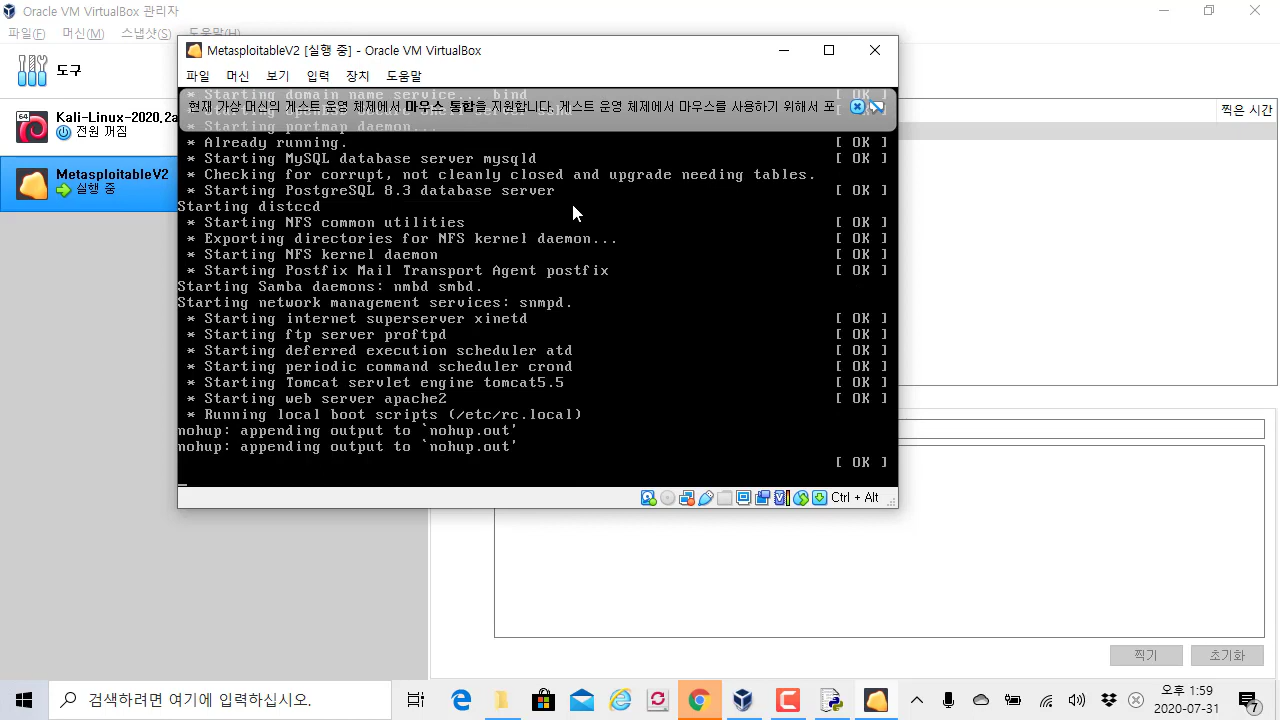 Oracle VM VirtualBox 관리자
파일(F) 머신(M) 스냅샷(S) 도움말(H)
도구
찍은 시간
64
Kali-Linux-2020.2a
전원 꺼짐
MetasploitableV2
실행 중
MetasploitableV2 [실행 중] - Oracle VM VirtualBox
파일 머신 보기 입력 장치 도움말
* Starting domain name service... bind [ OK ]
현재 가상 머신의 게스트 운영 체제에서 마우스 통합을 지원합니다. 게스트 운영 체제에서 마우스를 사용하기 위해서 포
* Starting portmap daemon...
* Already running. [ OK ]
* Starting MySQL database server mysqld [ OK ]
* Checking for corrupt, not cleanly closed and upgrade needing tables.
* Starting PostgreSQL 8.3 database server [ OK ]
Starting distccd
* Starting NFS common utilities [ OK ]
* Exporting directories for NFS kernel daemon... [ OK ]
* Starting NFS kernel daemon [ OK ]
* Starting Postfix Mail Transport Agent postfix [ OK ]
Starting Samba daemons: nmbd smbd.
Starting network management services: snmpd.
* Starting internet superserver xinetd [ OK ]
* Starting ftp server proftpd [ OK ]
* Starting deferred execution scheduler atd [ OK ]
* Starting periodic command scheduler crond [ OK ]
* Starting Tomcat servlet engine tomcat5.5 [ OK ]
* Starting web server apache2 [ OK ]
* Running local boot scripts (/etc/rc.local)
nohup: appending output to `nohup.out'
nohup: appending output to `nohup.out'
[ OK ]
Ctrl + Alt
찍기 초기화
검색하려면 여기에 입력하십시오.
오후 1:59
2020-07-31
7